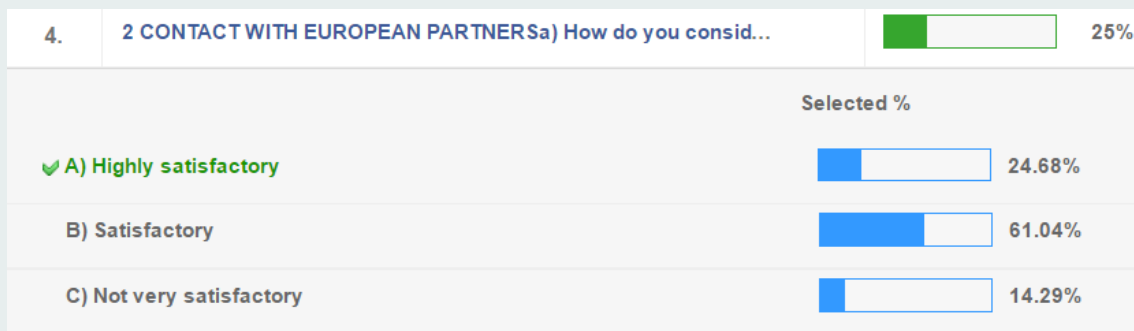 4. 2 CONTACT WITH EUROPEAN PARTNERSa) How do you consid... 25%
Selected %
A) Highly satisfactory 24.68%
B) Satisfactory 61.04%
C) Not very satisfactory 14.29%